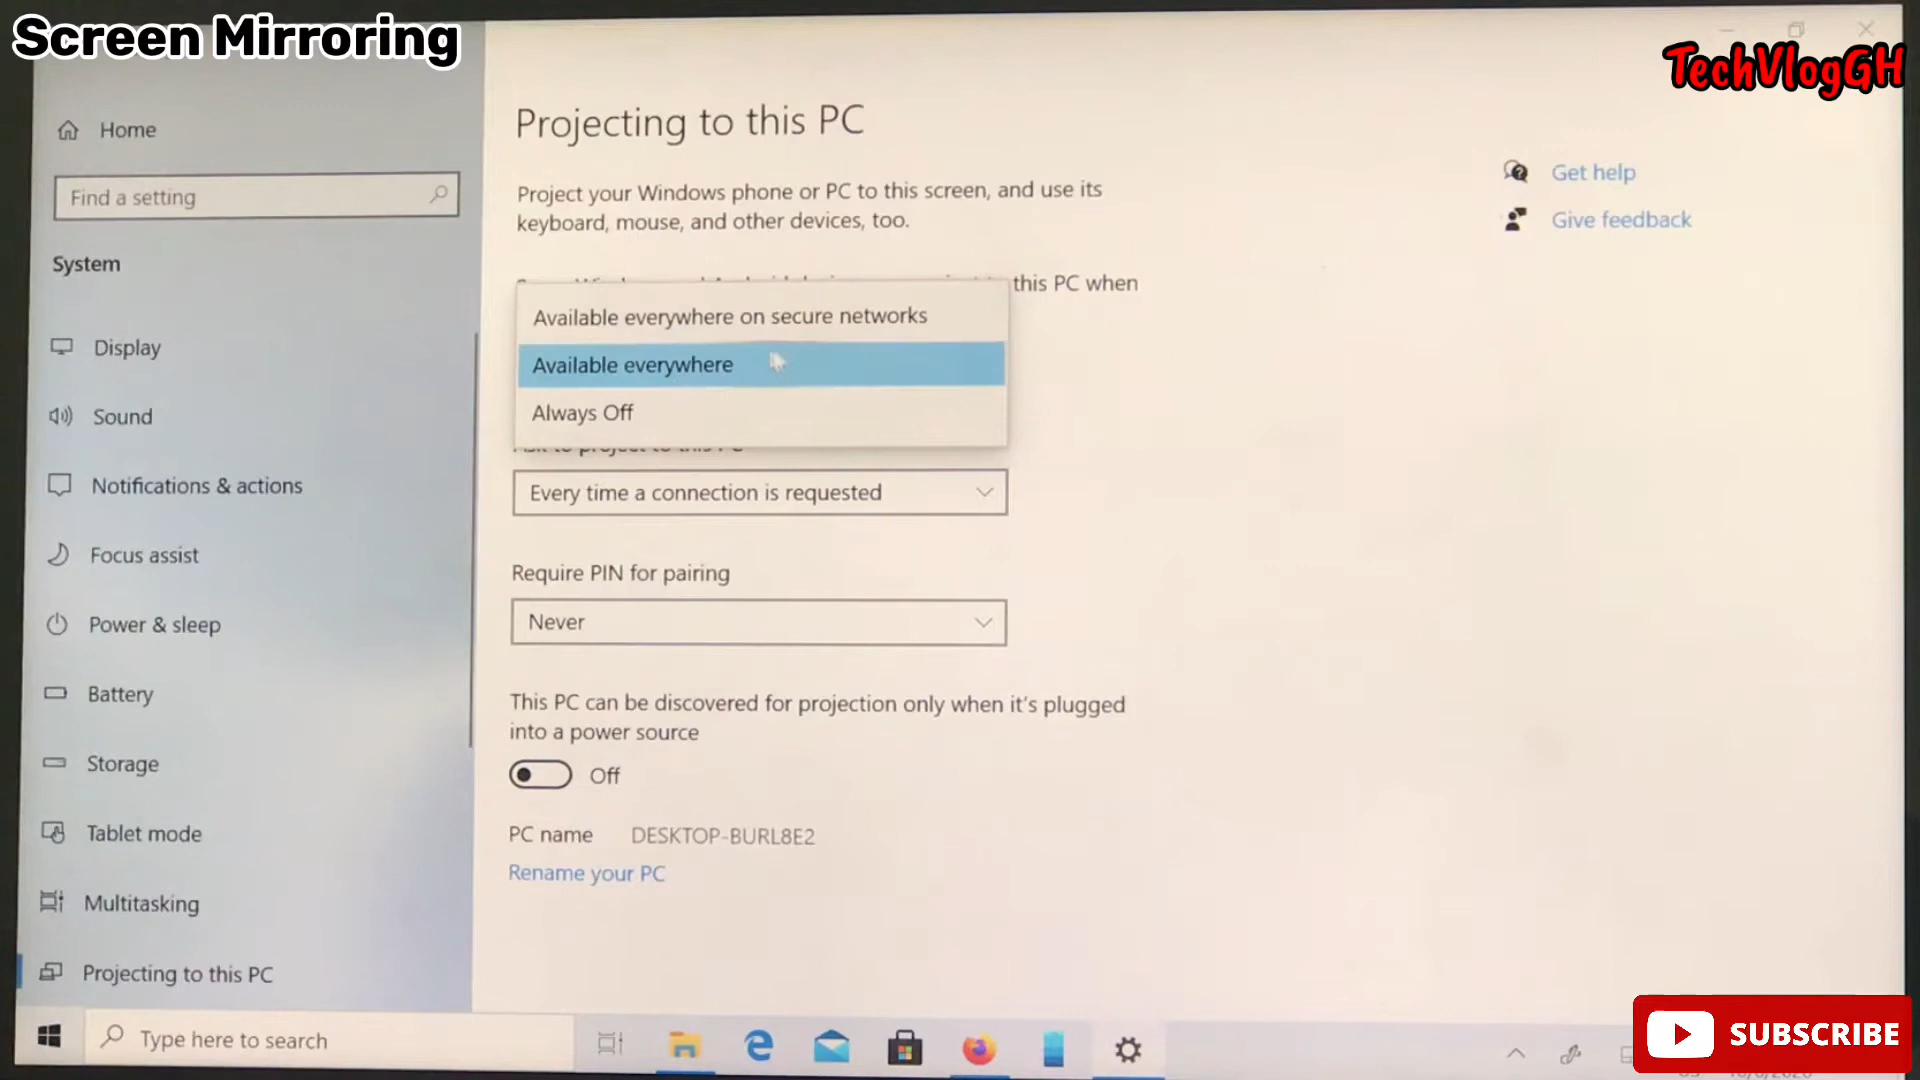 Screen Mirroring
TechVlogGH
Home
Find a setting
System
Display
Sound
Notifications & actions
Focus assist
Power & sleep
Battery
Storage
Tablet mode
Multitasking
Projecting to this PC
Projecting to this PC
Project your Windows phone or PC to this screen, and use its
keyboard, mouse, and other devices, too.
this PC when
Available everywhere on secure networks
Available everywhere
Always Off
Every time a connection is requested
Require PIN for pairing
Never
This PC can be discovered for projection only when it's plugged
into a power source
Off
PC name DESKTOP-BURL8E2
Rename your PC
Get help
Give feedback
Type here to search
SUBSCRIBE